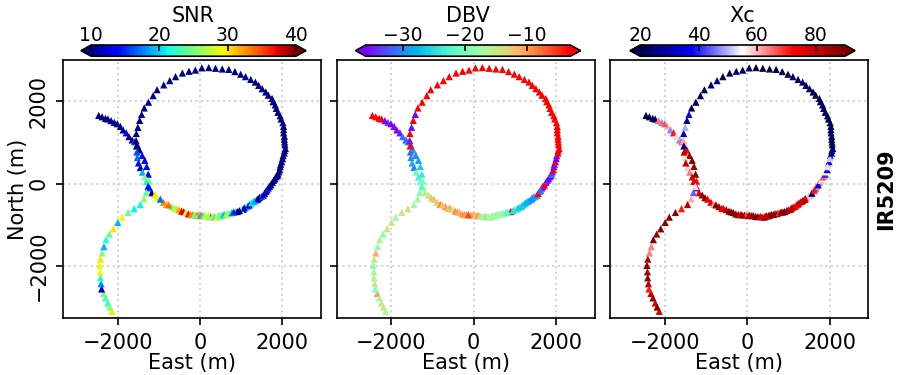 SNR DBV Xc
10 20 30 40 −30 −20 −10 20 40 60 80
North (m)
2000
0
−2000
IR5209
−2000 0 2000 −2000 0 2000 −2000 0 2000
East (m) East (m) East (m)